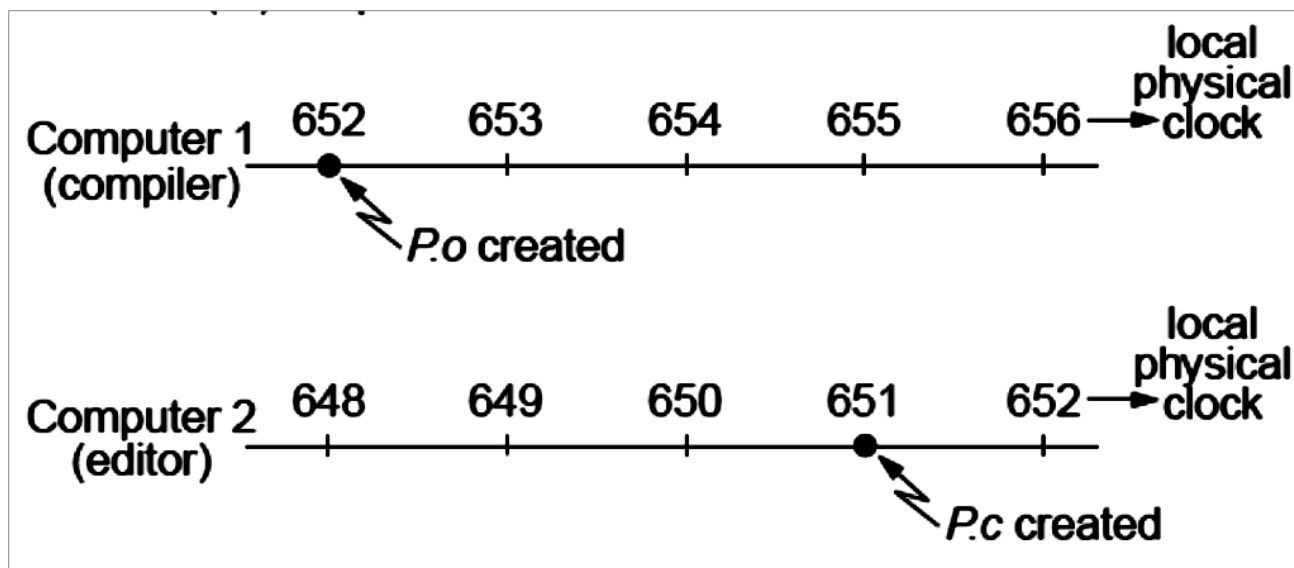 local
physical
652 653 654 655 656 clock
Computer 1
(compiler)
P.o created
local
physical
648 649 650 651 652 clock
Computer 2
(editor)
P.c created